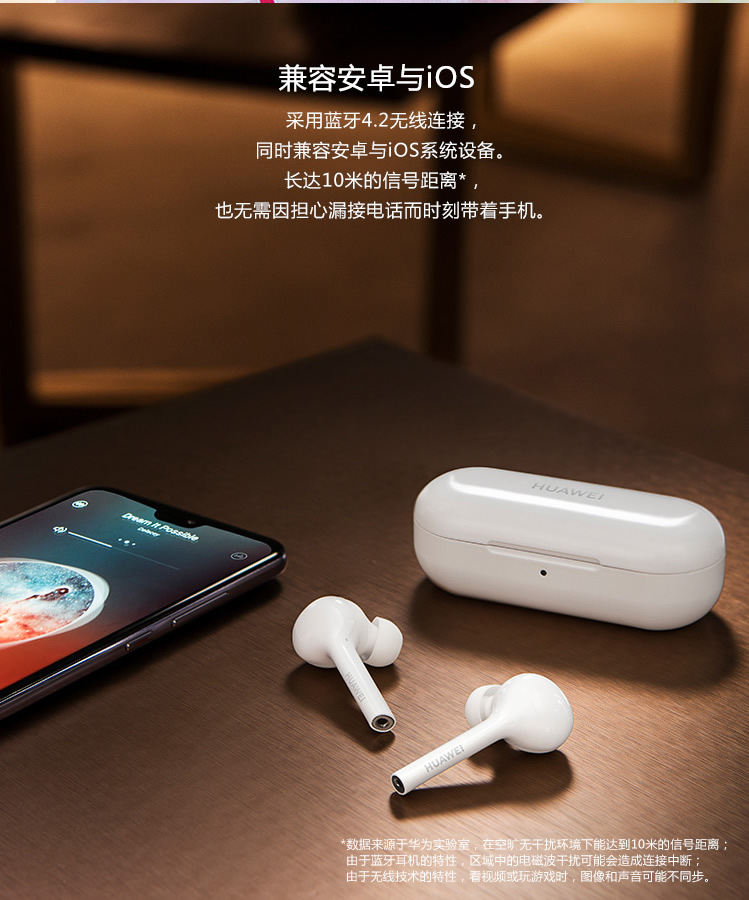 兼容安卓与iOS
采用蓝牙4.2无线连接，
同时兼容安卓与iOS系统设备。
长达10米的信号距离*，
也无需因担心漏接电话而时刻带着手机。
HUAWEI
Dream It Possible
Delacey
HUAWEI
HUAWEI
*数据来源于华为实验室，在空旷无干扰环境下能达到10米的信号距离；
由于蓝牙耳机的特性，区域中的电磁波干扰可能会造成连接中断；
由于无线技术的特性，看视频或玩游戏时，图像和声音可能不同步。